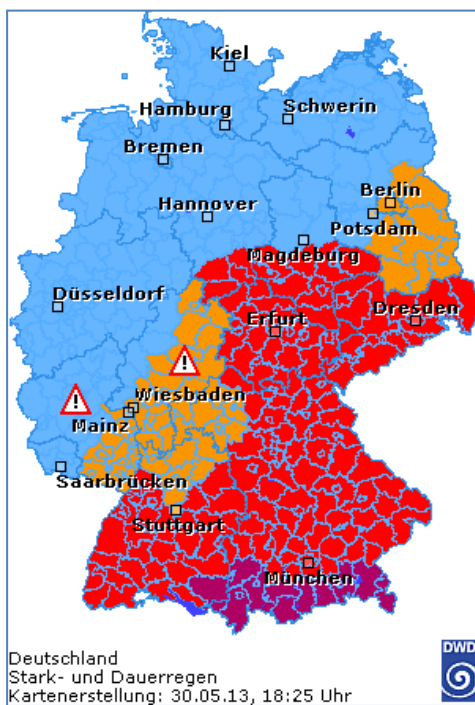 Kiel
Hamburg
Schwerin
Bremen
Hannover
Berlin
Potsdam
Magdeburg
Düsseldorf
Dresden
Erfurt
!
!
Wiesbaden
Mainz
Saarbrücken
Stuttgart
München
Deutschland
Stark- und Dauerregen
Kartenerstellung: 30.05.13, 18:25 Uhr
DWD